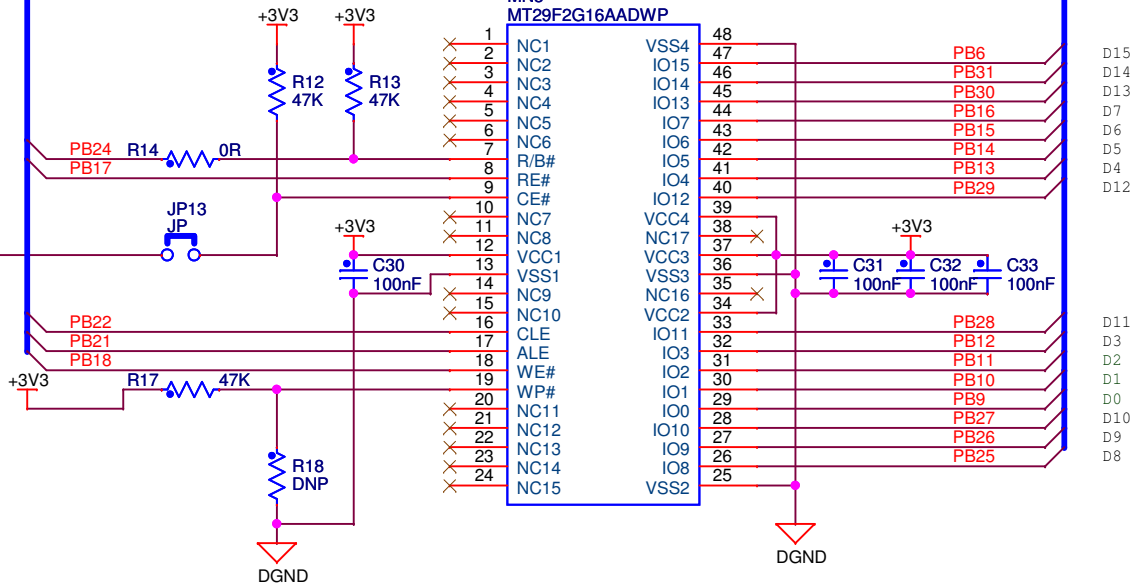 MT29F2G16AADWP
+3V3 +3V3
R12
47K
R13
47K
PB24 R14 0R
PB17
JP13
JP
+3V3
C30
100nF
PB22
PB21
PB18
+3V3
R17 47K
R18
DNP
DGND
1 NC1
2 NC2
3 NC3
4 NC4
5 NC5
6 NC6
7 R/B#
8 RE#
9 CE#
10 NC7
11 NC8
12 VCC1
13 VSS1
14 NC9
15 NC10
16 CLE
17 ALE
18 WE#
19 WP#
20 NC11
21 NC12
22 NC13
23 NC14
24 NC15
VSS4 48
IO15 47 PB6 D15
IO14 46 PB31 D14
IO13 45 PB30 D13
IO7 44 PB16 D7
IO6 43 PB15 D6
IO5 42 PB14 D5
IO4 41 PB13 D4
IO12 40 PB29 D12
VCC4 39
NC17 38
VCC3 37
VSS3 36
NC16 35
VCC2 34
+3V3
C31
100nF
C32
100nF
C33
100nF
IO11 33 PB28 D11
IO3 32 PB12 D3
IO2 31 PB11 D2
IO1 30 PB10 D1
IO0 29 PB9 D0
IO10 28 PB27 D10
IO9 27 PB26 D9
IO8 26 PB25 D8
VSS2 25
DGND